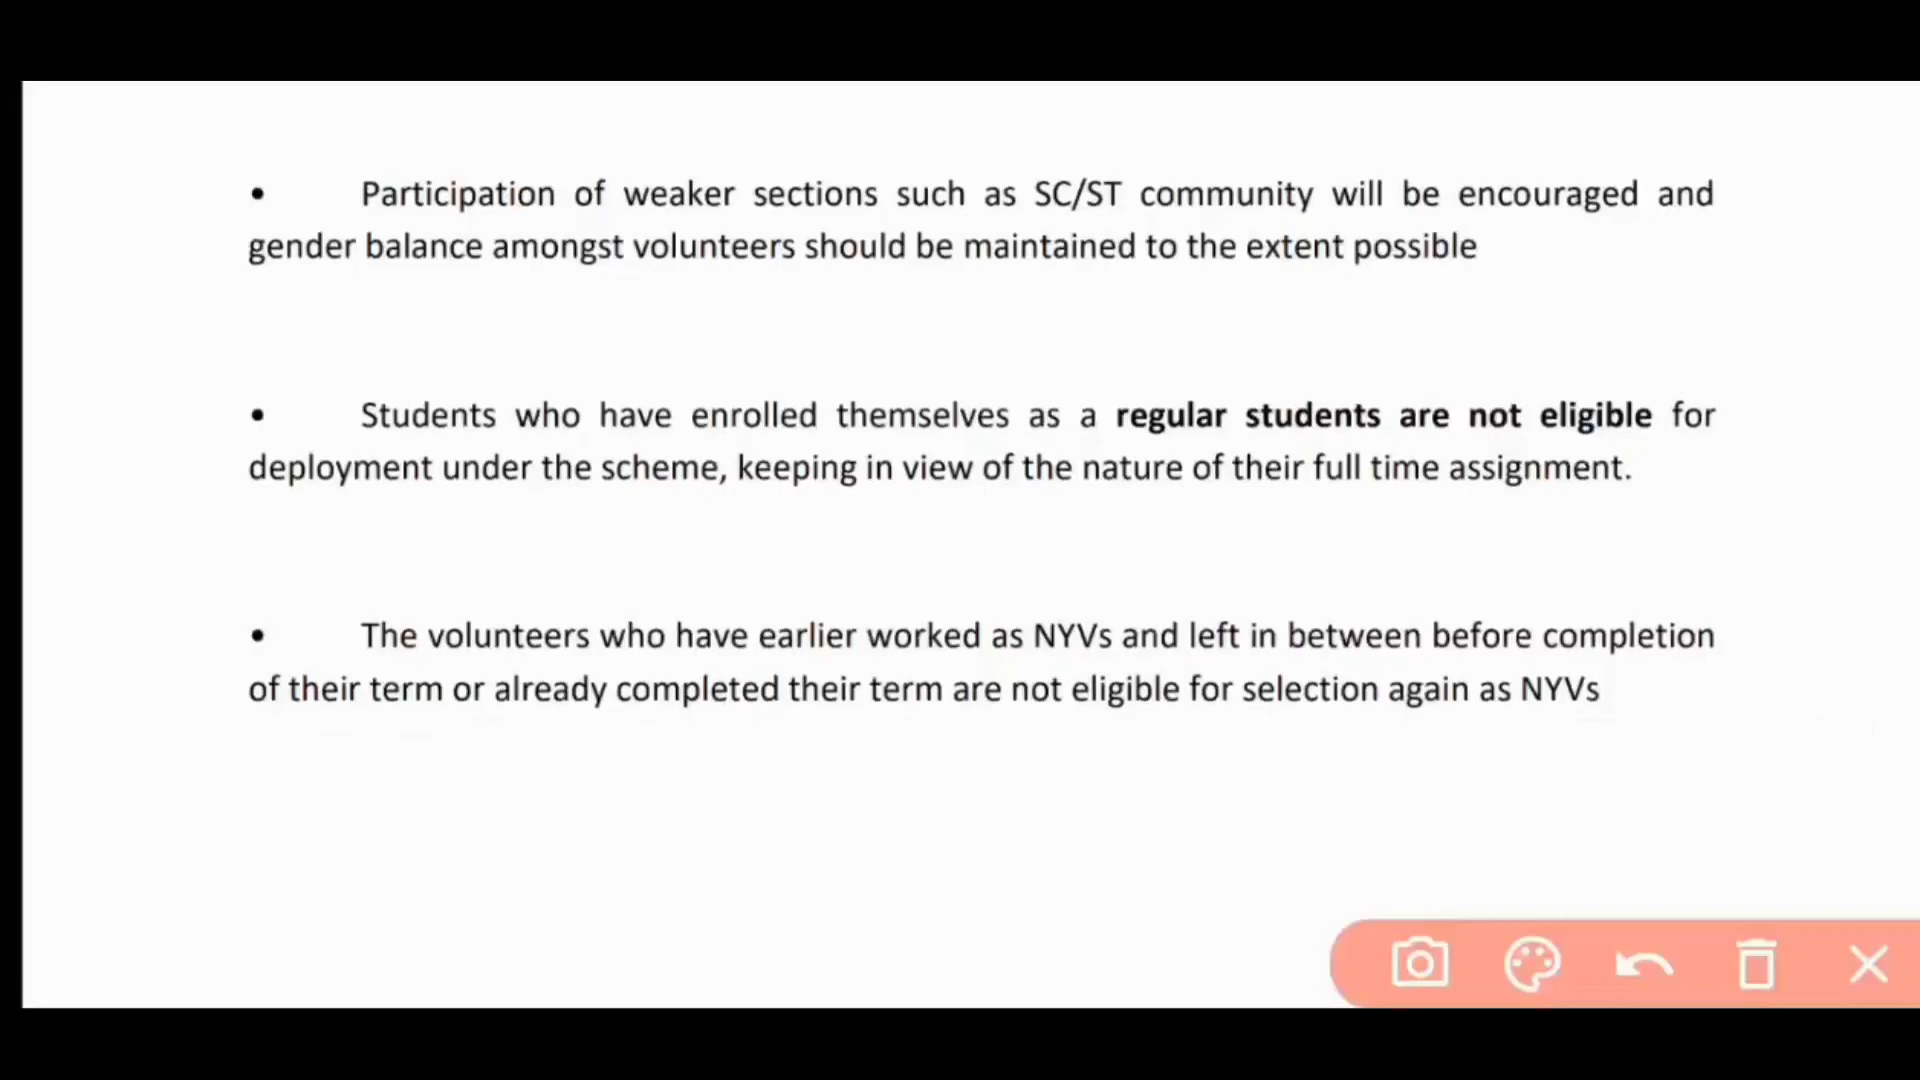 • Participation of weaker sections such as SC/ST community will be encouraged and
gender balance amongst volunteers should be maintained to the extent possible
• Students who have enrolled themselves as a regular students are not eligible for
deployment under the scheme, keeping in view of the nature of their full time assignment.
• The volunteers who have earlier worked as NYVs and left in between before completion
of their term or already completed their term are not eligible for selection again as NYVs